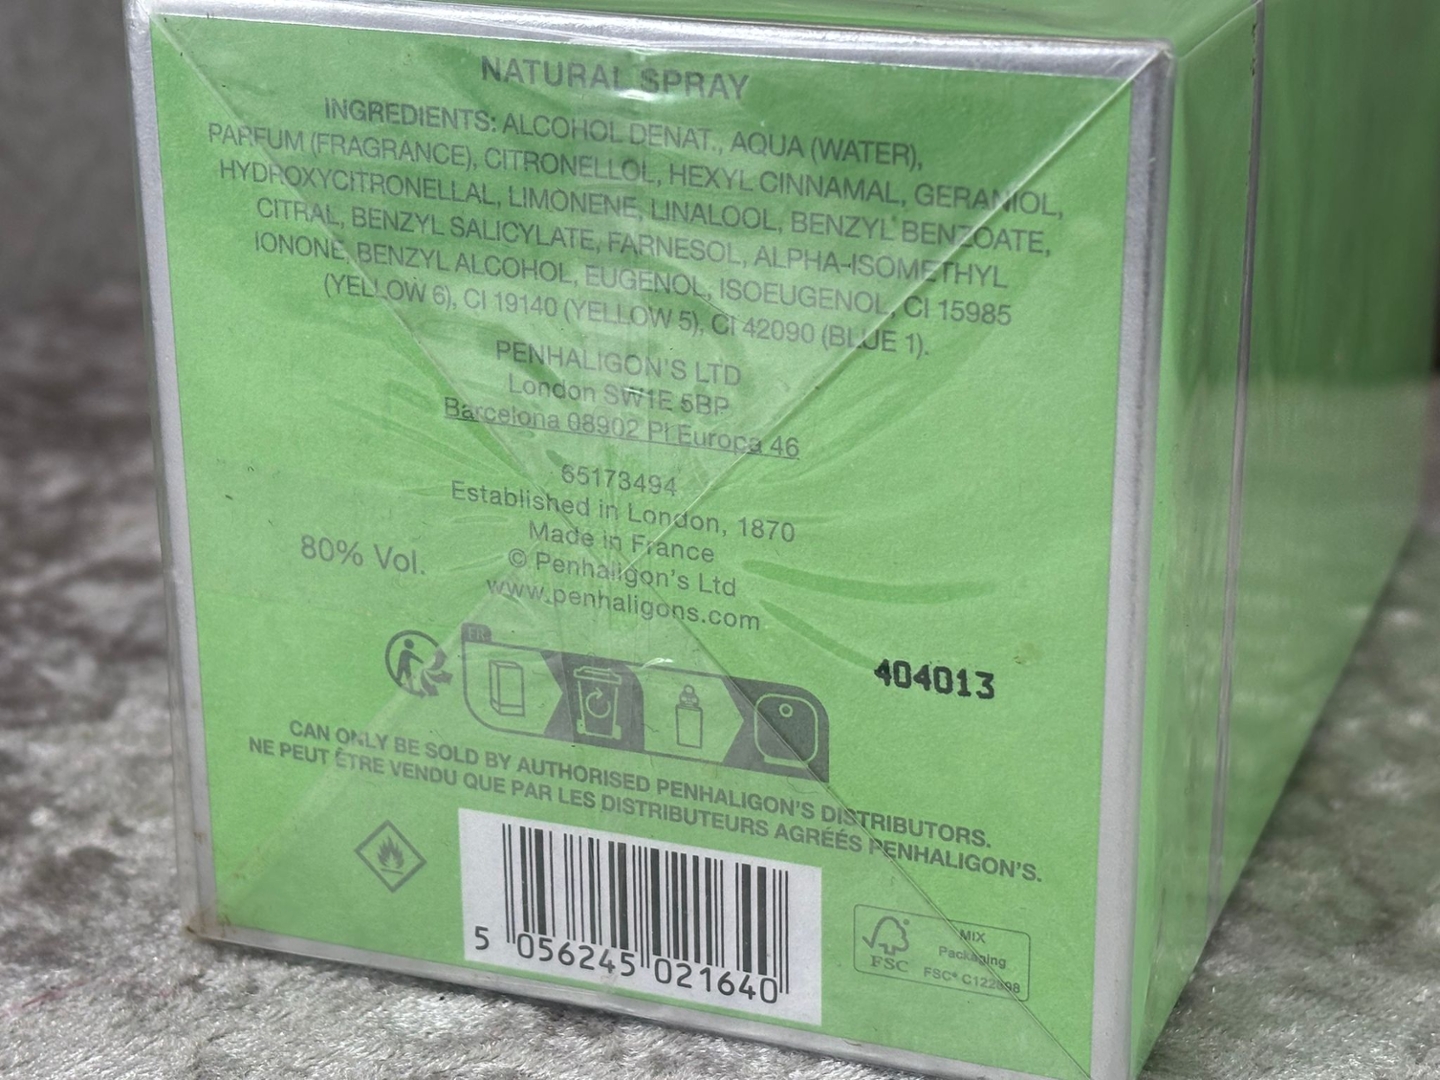 NATURAL SPRAY
INGREDIENTS: ALCOHOL DENAT., AQUA (WATER),
PARFUM (FRAGRANCE), CITRONELLOL, HEXYL CINNAMAL, GERANIOL,
HYDROXYCITRONELLAL, LIMONENE, LINALOOL, BENZYL BENZOATE,
CITRAL, BENZYL SALICYLATE, FARNESOL, ALPHA-ISOMETHYL
IONONE, BENZYL ALCOHOL, EUGENOL, ISOEUGENOL, CI 15985
(YELLOW 6), CI 19140 (YELLOW 5), CI 42090 (BLUE 1).
PENHALIGON'S LTD
London SW1E 5BP
Barcelona 08902 Pl Europa 46
65173494
Established in London, 1870
Made in France
80% Vol.
© Penhaligon's Ltd
www.penhaligons.com
FR
404013
CAN ONLY BE SOLD BY AUTHORISED PENHALIGON'S DISTRIBUTORS.
NE PEUT ÊTRE VENDU QUE PAR LES DISTRIBUTEURS AGRÉÉS PENHALIGON'S.
5 056245 021640
FSC
MIX
Packaging
FSC®